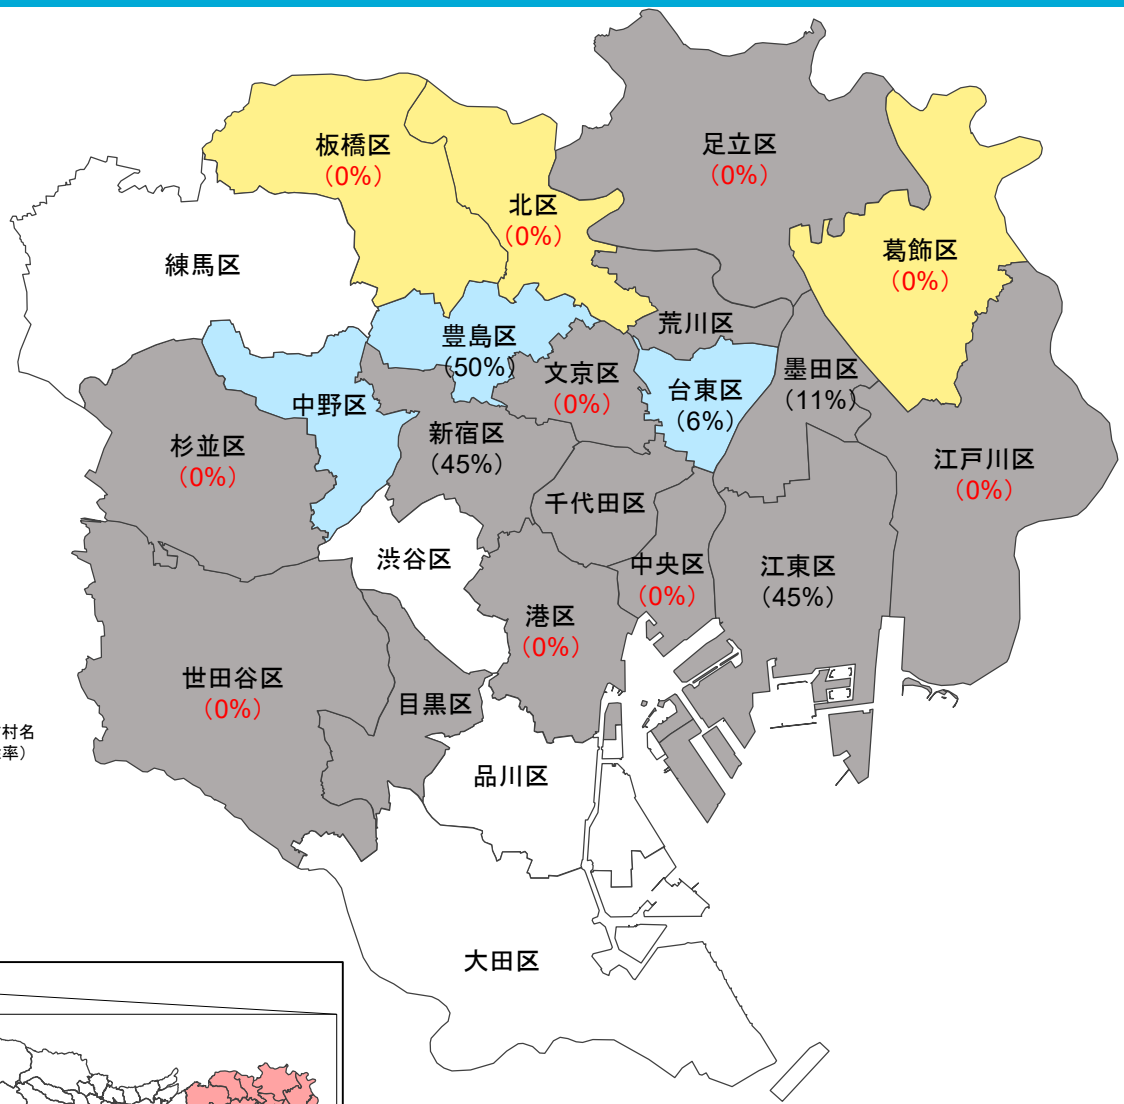 足立区
(0%)
板橋区
(0%)
北区
(0%)
葛飾区
(0%)
練馬区
荒川区
豊島区
(50%)
文京区
(0%)
台東区
(6%)
墨田区
(11%)
中野区
新宿区
(45%)
杉並区
(0%)
江戸川区
(0%)
千代田区
渋谷区
中央区
(0%)
江東区
(45%)
港区
(0%)
世田谷区
(0%)
目黒区
村名
率）
品川区
大田区